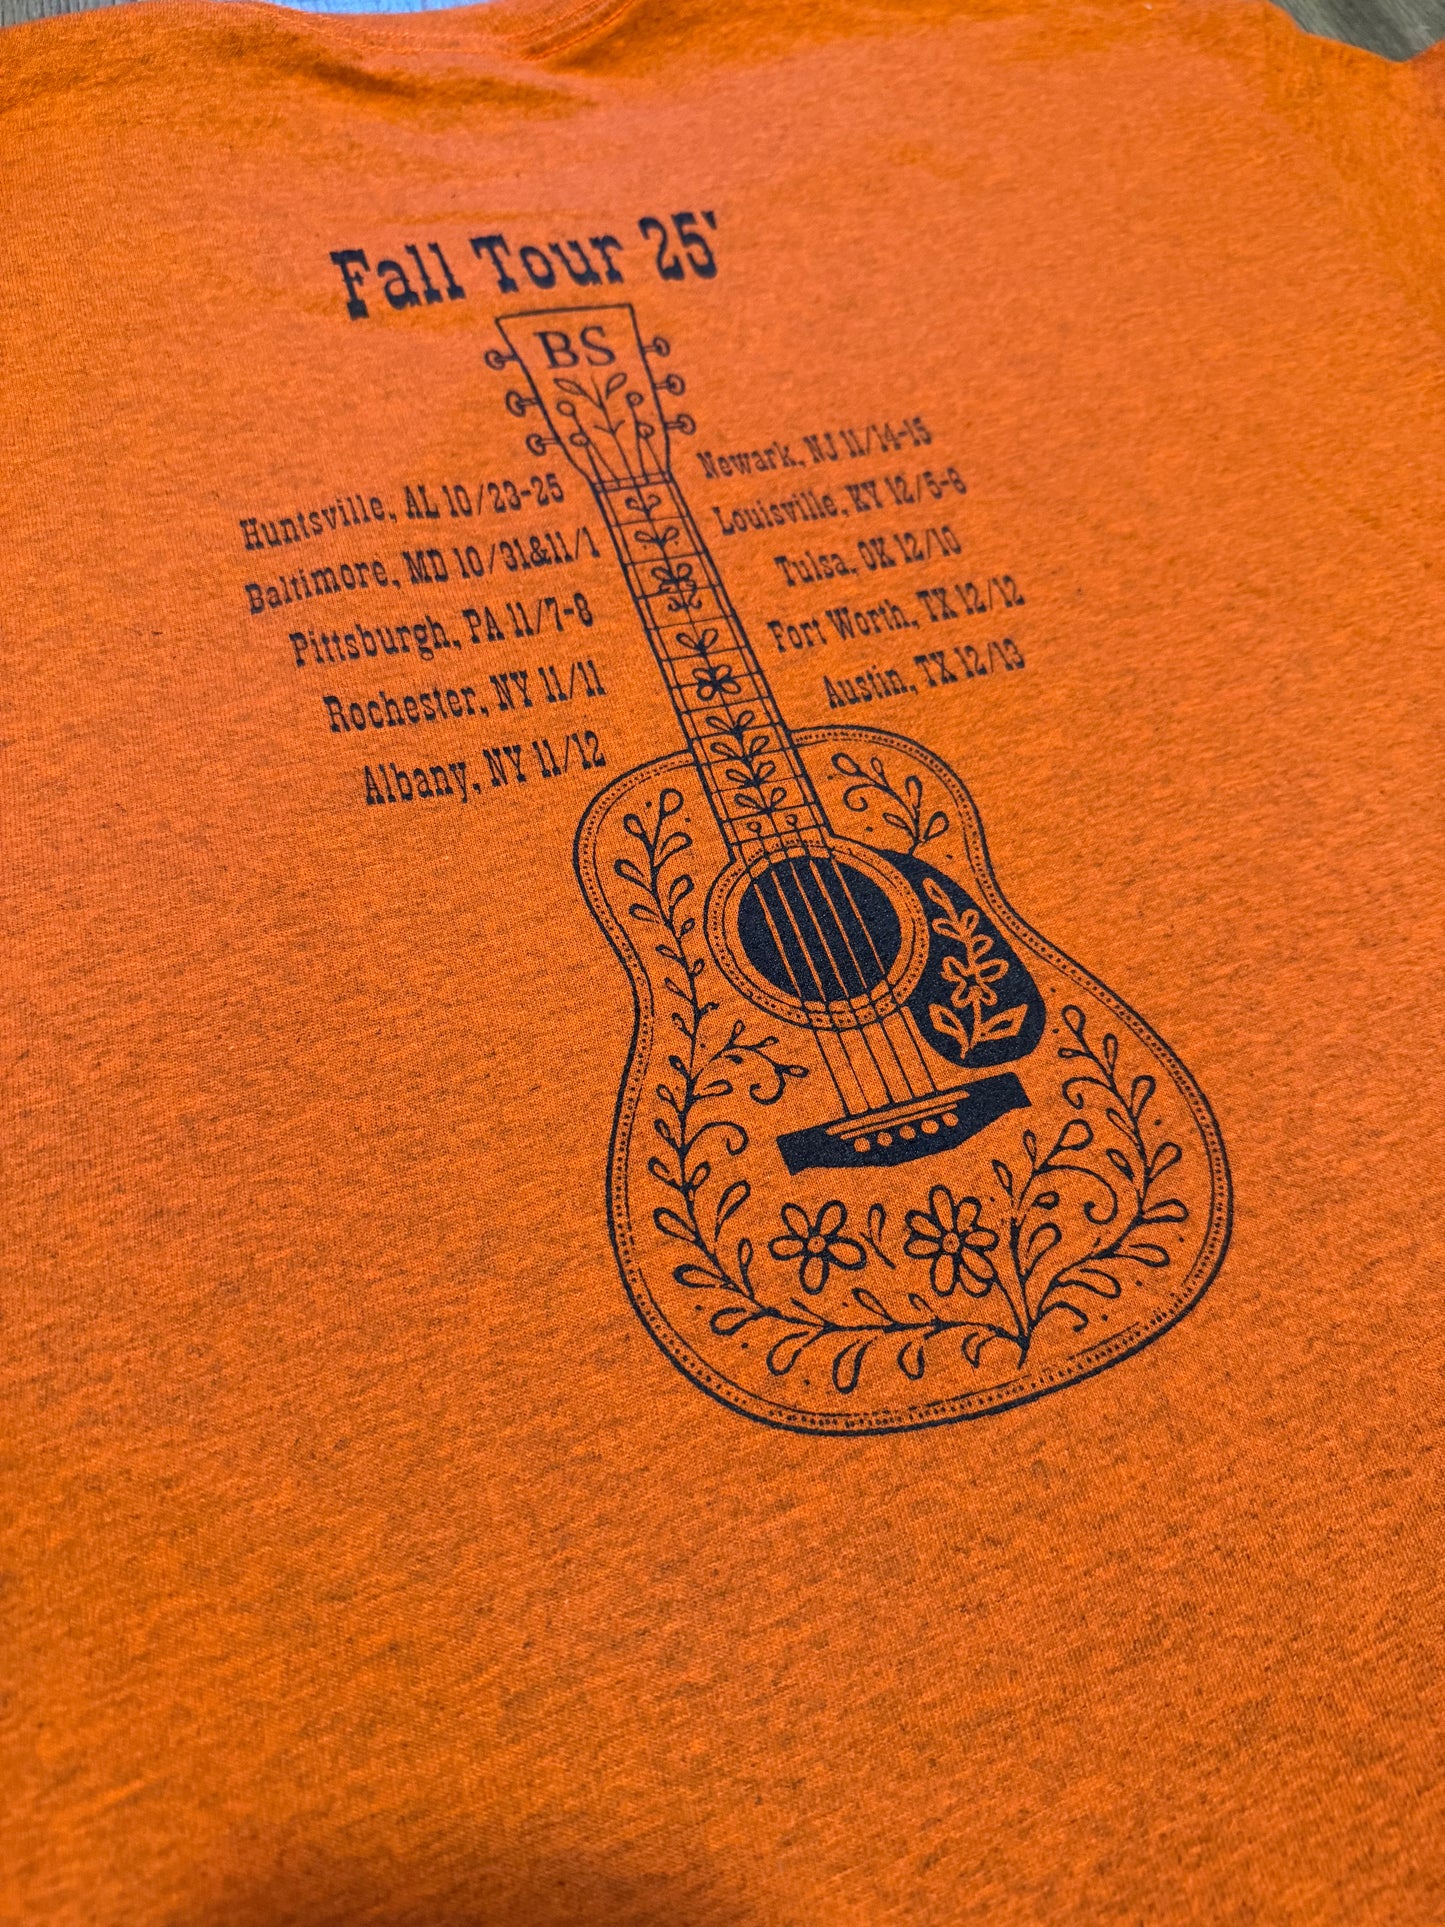 Fall Tour 25'
BS
Huntsville, AL 10/23-25
Baltimore, MD 10/31&11/1
Pittsburgh, PA 11/7-8
Rochester, NY 11/11
Albany, NY 11/12
Newark, NJ 11/14-15
Louisville, KY 12/5-6
Tulsa, OK 12/10
Fort Worth, TX 12/12
Austin, TX 12/13